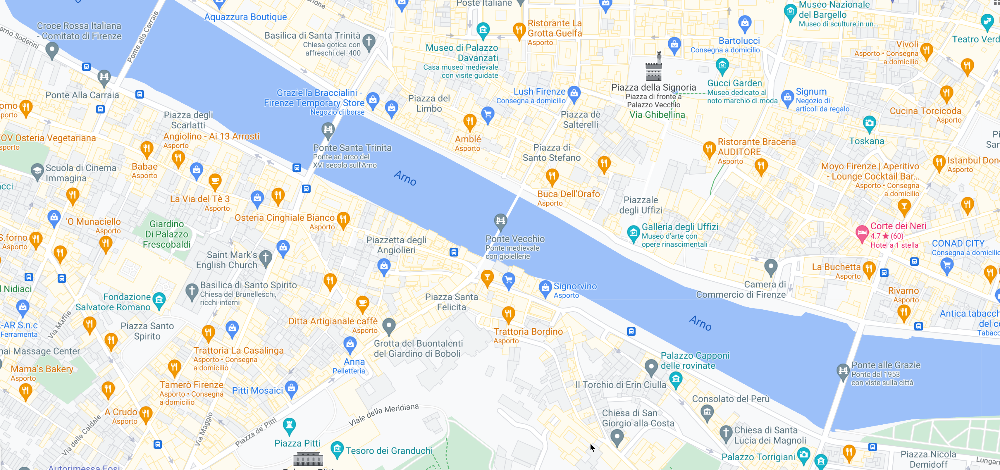 Poste Italiane
Aquazzura Boutique
Croce Rossa Italiana
- Comitato di Firenze
Ponte alla Carraia
Ponte Alla Carraia
Basilica di Santa Trinità
Chiesa gotica con
affreschi del '400
Museo di Palazzo
Davanzati
Casa museo medievale
con visite guidate
Ristorante La
Grotta Guelfa
Asporto
Bartolucci
Consegna a domicilio
Museo Nazionale
del Bargello
Museo di sculture in un...
Teatro Verd
Vivoli
Asporto • Consegna
a domicilio
Piazza della Signoria
Piazza di fronte a
Palazzo Vecchio
Via Ghibellina
Gucci Garden
Museo dedicato al
noto marchio di moda
Signum
Negozio di
articoli da regalo
Cucina Torcicoda
Asporto
Toskana
Graziella Braccialini -
Firenze Temporary Store
Negozio di borse
Piazza del
Limbo
Lush Firenze
Consegna a domicilio
Piazza dè
Salterelli
Amblé
Asporto
Piazza di
Santo Stefano
Ristorante Braceria
AUDITORE
Asporto
Moyo Firenze | Aperitivo
- Lounge Cocktail Bar...
Asporto • Consegna
a domicilio
Istanbul Don
Asporto
Piazza degli
Scarlatti
Angiolino - Ai 13 Arrosti
Asporto
'OV Osteria Vegetariana
sporto
Babae
Asporto
Scuola di Cinema
Immagina
Ponte Santa Trinita
Ponte ad arco del
XVI secolo sull'Arno
Arno
La Via del Tè 3
Asporto
Osteria Cinghiale Bianco
Asporto
Buca Dell'Orafo
Asporto
Piazzale
degli Uffizi
Galleria degli Uffizi
Museo d'arte con
opere rinascimentali
Corte dei Neri
4.7 ★ (60)
Hotel a 1 stella
CONAD CITY
Consegna a domicilio
'O Munaciello
Asporto
S.forno
Asporto
Giardino
Di Palazzo
Frescobaldi
Piazzetta degli
Angiolieri
Ponte Vecchio
Ponte medievale
con gioiellerie
Saint Mark's
English Church
Basilica di Santo Spirito
Chiesa del Brunelleschi,
ricchi interni
Nidiaci
Fondazione
Salvatore Romano
Piazza Santa
Felicita
Signorvino
Asporto
Camera di
Commercio di Firenze
La Buchetta
Asporto
Rivarno
Asporto
Antica tabacch
del co
Tabacc
Arno
E-AR S.n.c
Ferramenta
Via Maffia
Piazza Santo
Spirito
Ditta Artigianale caffè
Asporto
Grotta del Buontalenti
del Giardino di Boboli
Trattoria Bordino
Asporto
hai Massage Center
Trattoria La Casalinga
Asporto • Consegna
a domicilio
Anna
Pelletteria
Palazzo Capponi
delle rovinate
Il Torchio di Erin Ciulla
Ponte alle Grazie
Ponte del 1953
con viste sulla città
Mama's Bakery
Asporto
Tamerò Firenze
Asporto • Consegna
a domicilio
Pitti Mosaici
Consolato del Perù
Chiesa di San
Giorgio alla Costa
A Crudo
Asporto
Via delle Caldaie
Via Maggio
Piazza de' Pitti
Viale della Meridiana
Piazza Pitti
Tesoro dei Granduchi
Chiesa di Santa
Lucia dei Magnoli
Palazzo Torrigiani
Piazza Nicola
Demidoff
Lungarn
Autorimessa Fosi